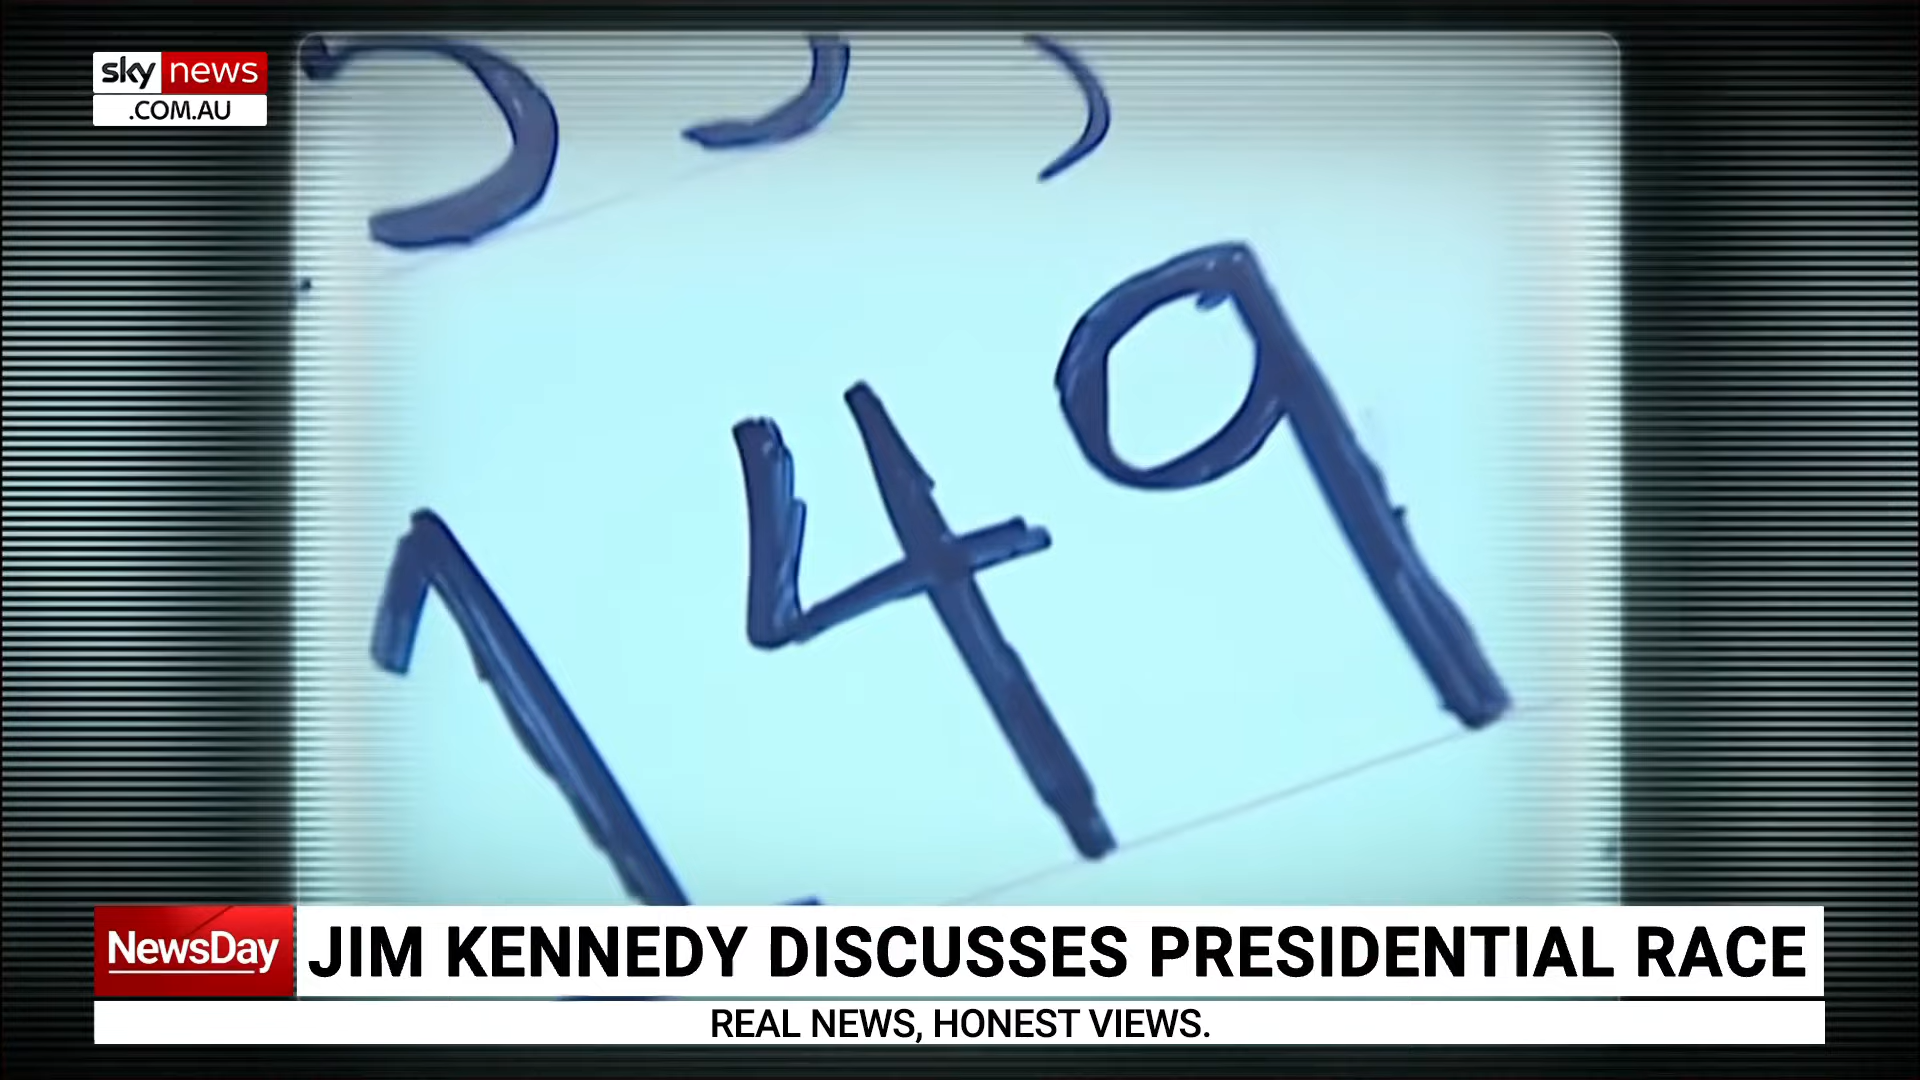 sky news
.COM.AU
149
NewsDay
JIM KENNEDY DISCUSSES PRESIDENTIAL RACE
REAL NEWS, HONEST VIEWS.